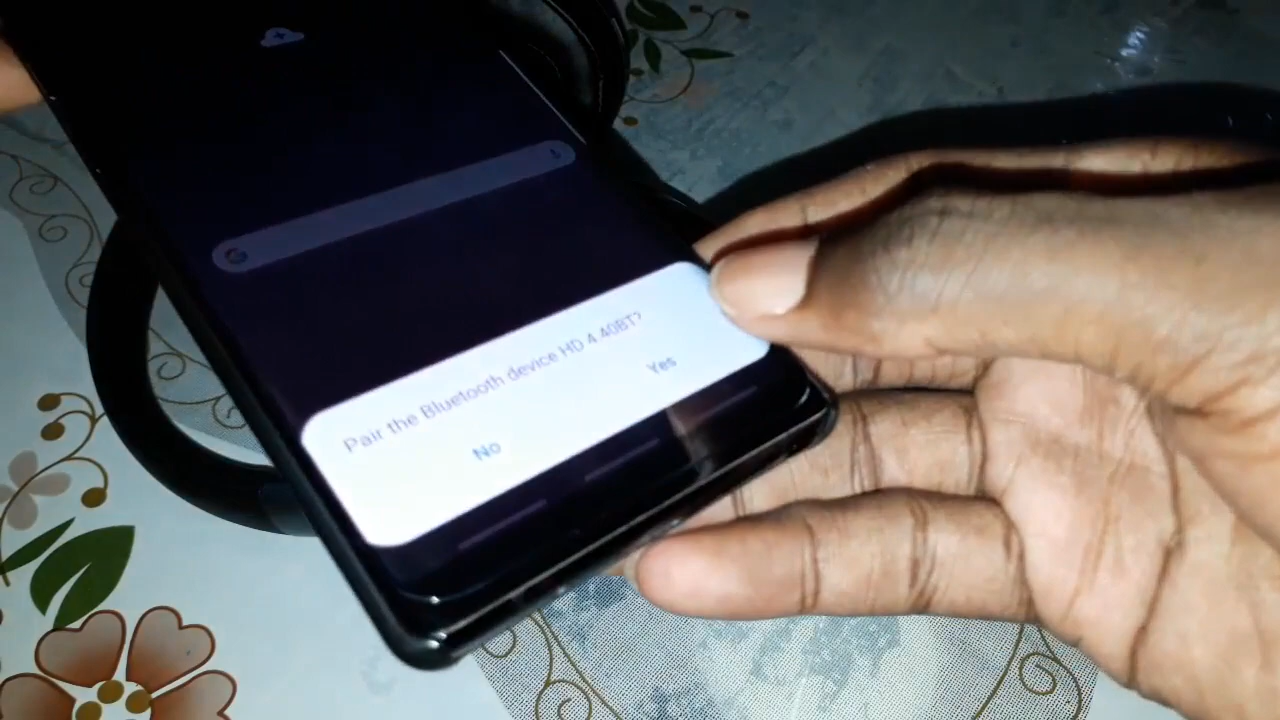 Pair the Bluetooth device HD 4.40BT?
No
Yes